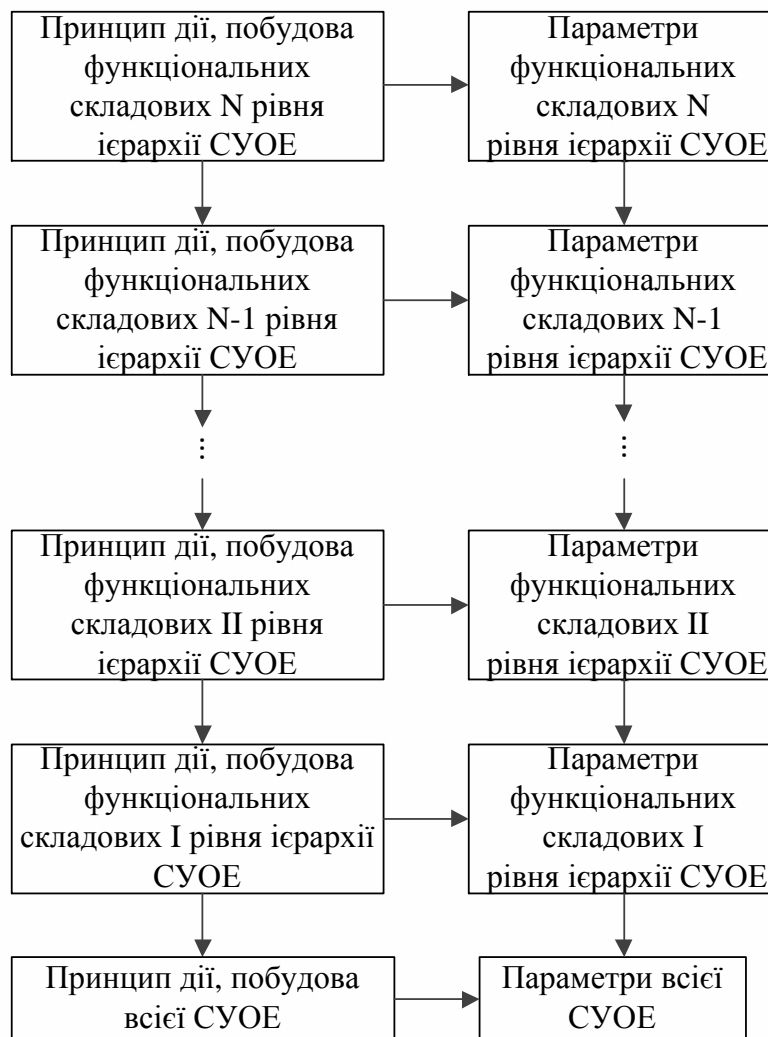 Принцип дії, побудова
функціональних
складових N рівня
ієрархії СУОЕ
Параметри
функціональних
складових N
рівня ієрархії СУОЕ
Принцип дії, побудова
функціональних
складових N-1 рівня
ієрархії СУОЕ
Параметри
функціональних
складових N-1
рівня ієрархії СУОЕ
...
...
Принцип дії, побудова
функціональних
складових II рівня
ієрархії СУОЕ
Параметри
функціональних
складових II
рівня ієрархії СУОЕ
Принцип дії, побудова
функціональних
складових I рівня ієрархії
СУОЕ
Параметри
функціональних
складових I
рівня ієрархії СУОЕ
Принцип дії, побудова
всієї СУОЕ
Параметри всієї
СУОЕ